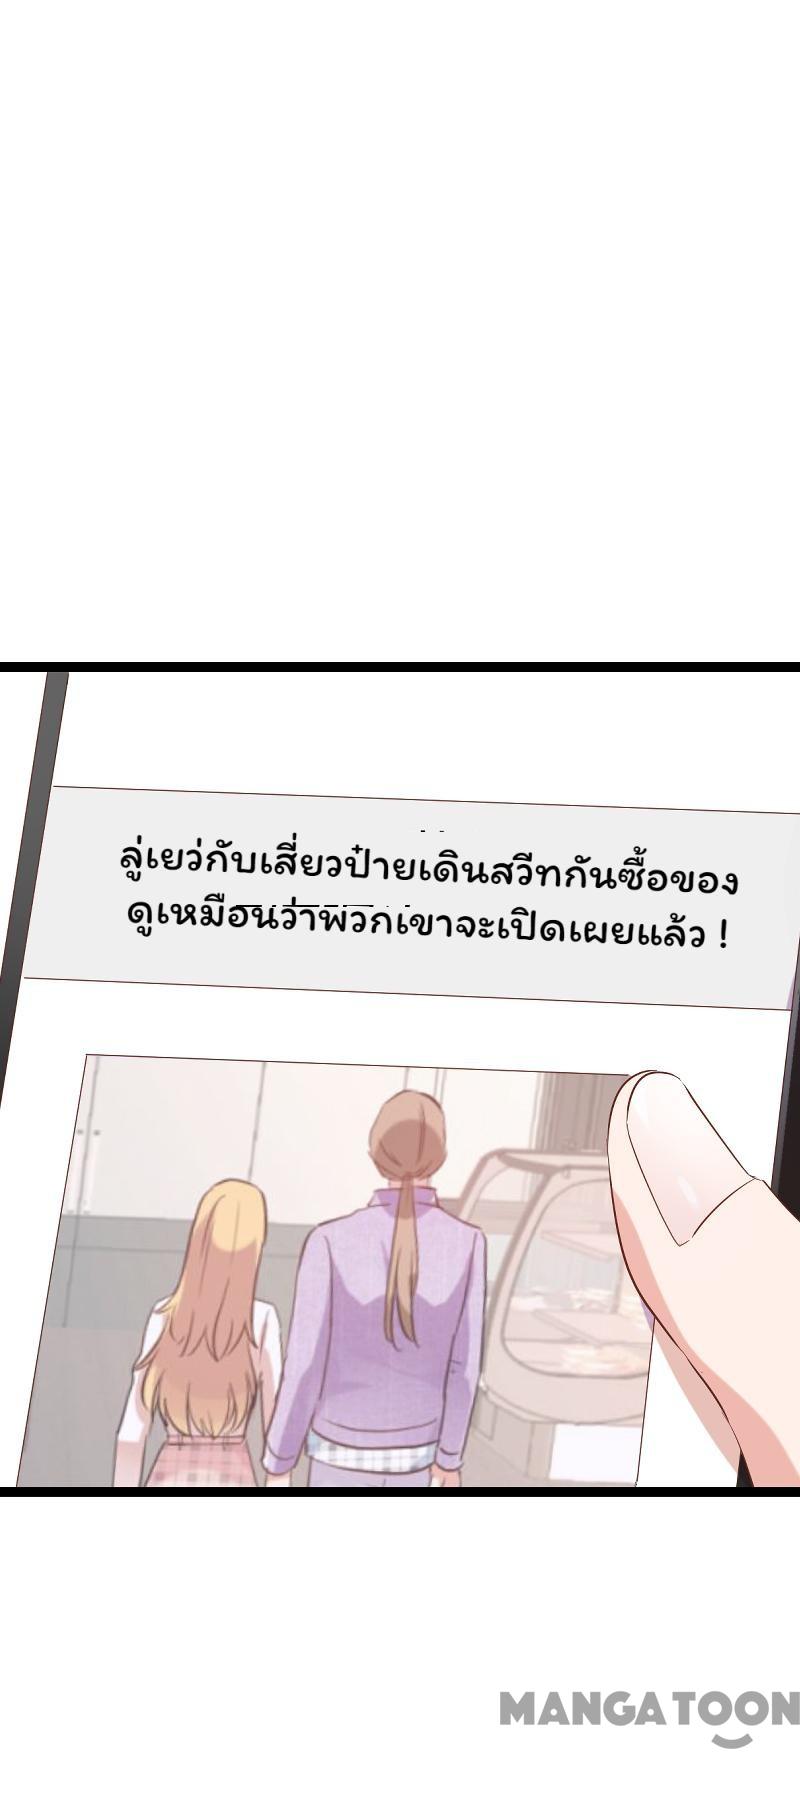 ลู่เยว่กับเสี่ยวป๋ายเดินสวีทกันซื้อของ
ดูเหมือนว่าพวกเขาจะเปิดเผยแล้ว !
MANGATOON